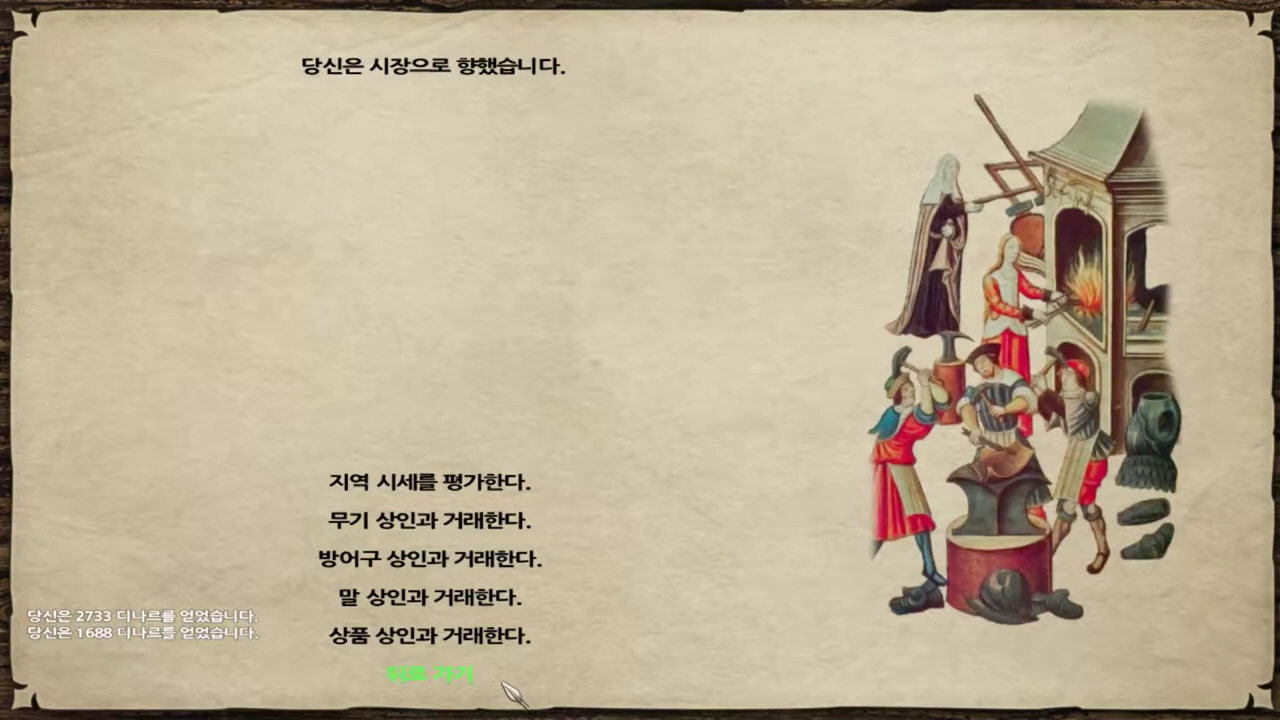 당신은 시장으로 향했습니다.
지역 시세를 평가한다.
무기 상인과 거래한다.
방어구 상인과 거래한다.
말 상인과 거래한다.
상품 상인과 거래한다.
뒤로 가기
당신은 2733 디나르를 얻었습니다.
당신은 1688 디나르를 얻었습니다.